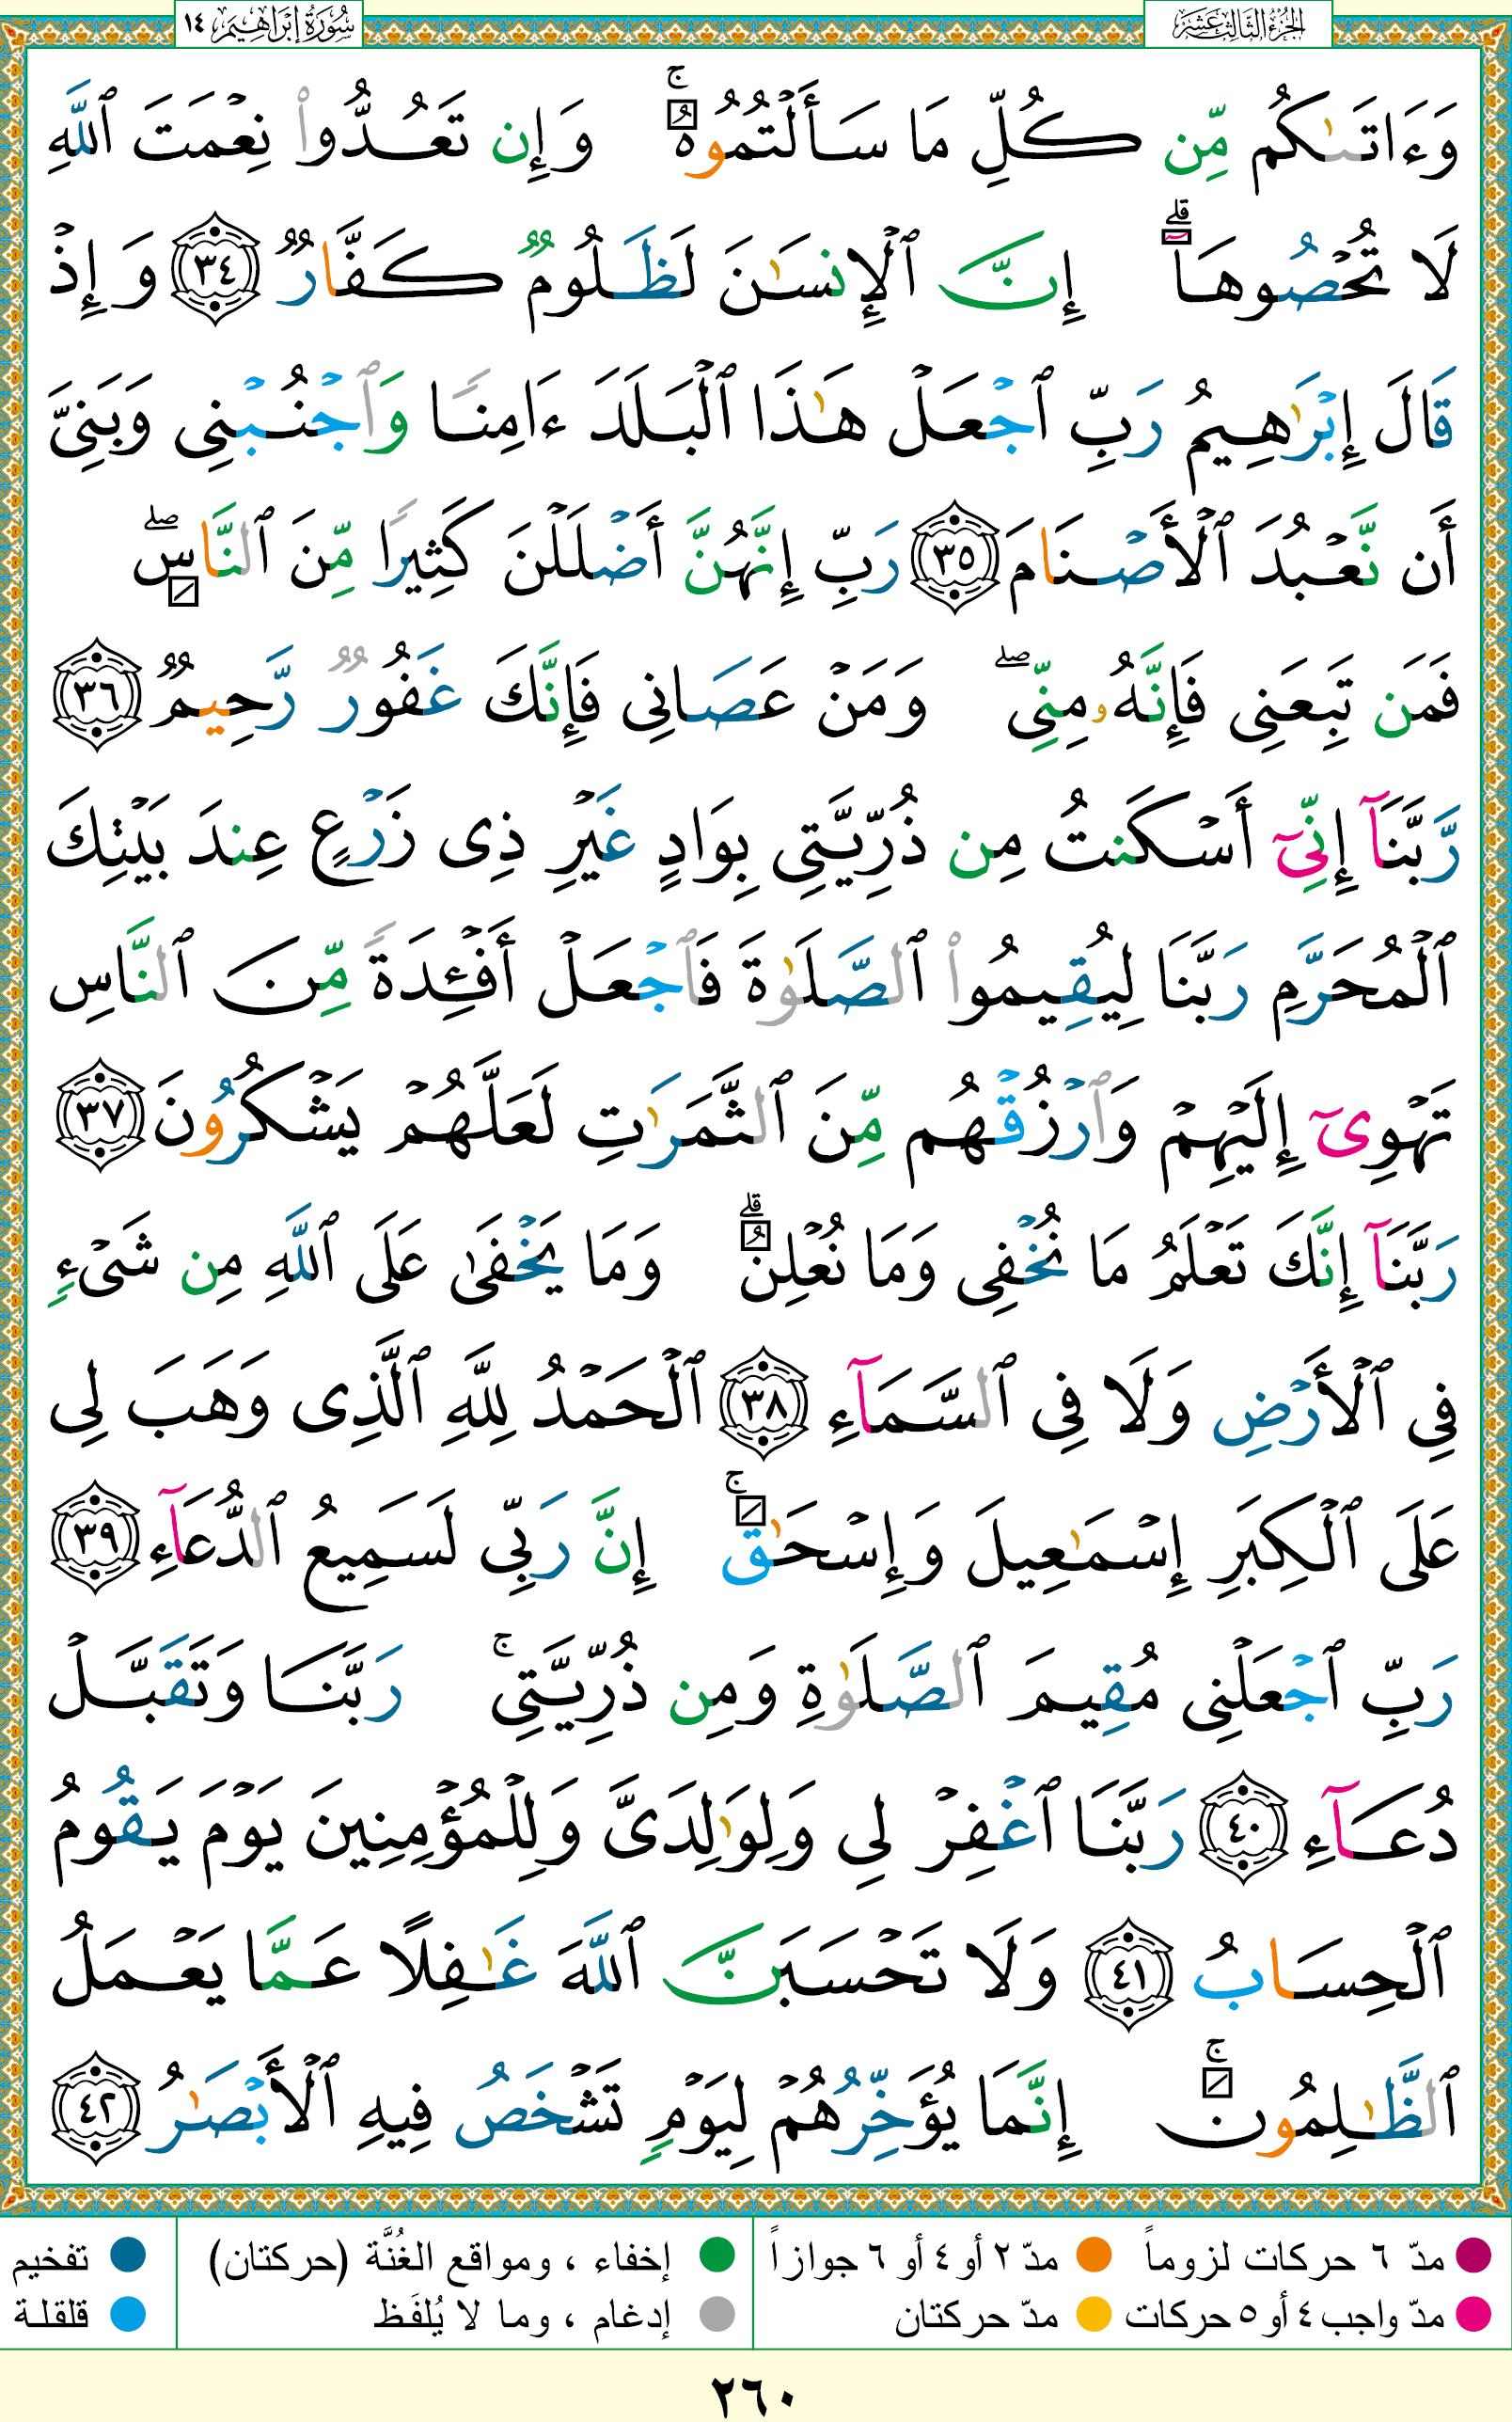 الجزء الثالث عشر
سورة إبراهيم ١٤
وَءَاتَىٰكُم مِّن كُلِّ مَا سَأَلْتُمُوهُ ۚ وَإِن تَعُدُّوا۟ نِعْمَتَ ٱللَّهِ
لَا تُحْصُوهَا ۗ إِنَّ ٱلْإِنسَـٰنَ لَظَلُومٌ كَفَّارٌ ٣٤ وَإِذْ
قَالَ إِبْرَٰهِيمُ رَبِّ ٱجْعَلْ هَـٰذَا ٱلْبَلَدَ ءَامِنًا وَٱجْنُبْنِى وَبَنِىَّ
أَن نَّعْبُدَ ٱلْأَصْنَامَ ٣٥ رَبِّ إِنَّهُنَّ أَضْلَلْنَ كَثِيرًا مِّنَ ٱلنَّاسِ ۖ
فَمَن تَبِعَنِى فَإِنَّهُۥ مِنِّى ۖ وَمَنْ عَصَانِى فَإِنَّكَ غَفُورٌ رَّحِيمٌ ٣٦
رَّبَّنَآ إِنِّىٓ أَسْكَنتُ مِن ذُرِّيَّتِى بِوَادٍ غَيْرِ ذِى زَرْعٍ عِندَ بَيْتِكَ
ٱلْمُحَرَّمِ رَبَّنَا لِيُقِيمُوا۟ ٱلصَّلَوٰةَ فَٱجْعَلْ أَفْـِٔدَةً مِّنَ ٱلنَّاسِ
تَهْوِىٓ إِلَيْهِمْ وَٱرْزُقْهُم مِّنَ ٱلثَّمَرَٰتِ لَعَلَّهُمْ يَشْكُرُونَ ٣٧
رَبَّنَآ إِنَّكَ تَعْلَمُ مَا نُخْفِى وَمَا نُعْلِنُ ۗ وَمَا يَخْفَىٰ عَلَى ٱللَّهِ مِن شَىْءٍ
فِى ٱلْأَرْضِ وَلَا فِى ٱلسَّمَآءِ ٣٨ ٱلْحَمْدُ لِلَّهِ ٱلَّذِى وَهَبَ لِى
عَلَى ٱلْكِبَرِ إِسْمَـٰعِيلَ وَإِسْحَـٰقَ ۚ إِنَّ رَبِّى لَسَمِيعُ ٱلدُّعَآءِ ٣٩
رَبِّ ٱجْعَلْنِى مُقِيمَ ٱلصَّلَوٰةِ وَمِن ذُرِّيَّتِى ۚ رَبَّنَا وَتَقَبَّلْ
دُعَآءِ ٤٠ رَبَّنَا ٱغْفِرْ لِى وَلِوَٰلِدَىَّ وَلِلْمُؤْمِنِينَ يَوْمَ يَقُومُ
ٱلْحِسَابُ ٤١ وَلَا تَحْسَبَنَّ ٱللَّهَ غَـٰفِلًا عَمَّا يَعْمَلُ
ٱلظَّـٰلِمُونَ ۚ إِنَّمَا يُؤَخِّرُهُمْ لِيَوْمٍ تَشْخَصُ فِيهِ ٱلْأَبْصَـٰرُ ٤٢
مدّ ٦ حركات لزوماً مدّ ٢ أو ٤ أو ٦ جوازاً إخفاء ، ومواقع الغُنَّة (حركتان) تفخيم
مدّ واجب ٤ أو ٥ حركات مدّ حركتان إدغام ، وما لا يُلفَظ قلقلة
٢٦٠